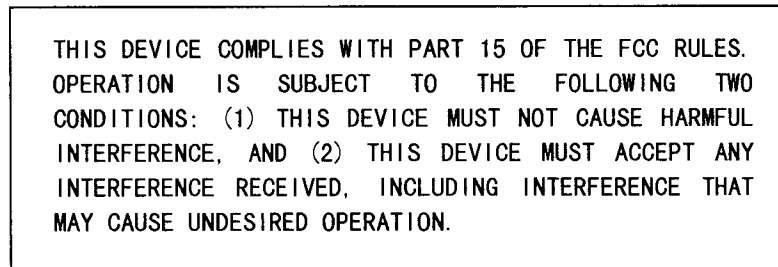 THIS DEVICE COMPLIES WITH PART 15 OF THE FCC RULES.
OPERATION IS SUBJECT TO THE FOLLOWING TWO
CONDITIONS: (1) THIS DEVICE MUST NOT CAUSE HARMFUL
INTERFERENCE, AND (2) THIS DEVICE MUST ACCEPT ANY
INTERFERENCE RECEIVED, INCLUDING INTERFERENCE THAT
MAY CAUSE UNDESIRED OPERATION.